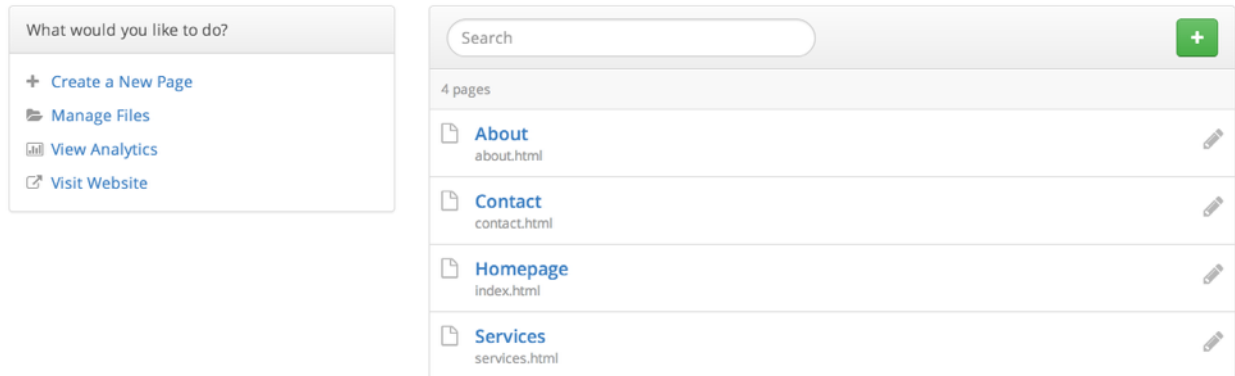 What would you like to do?
Create a New Page
Manage Files
View Analytics
Visit Website
Search
4 pages
About
about.html
Contact
contact.html
Homepage
index.html
Services
services.html